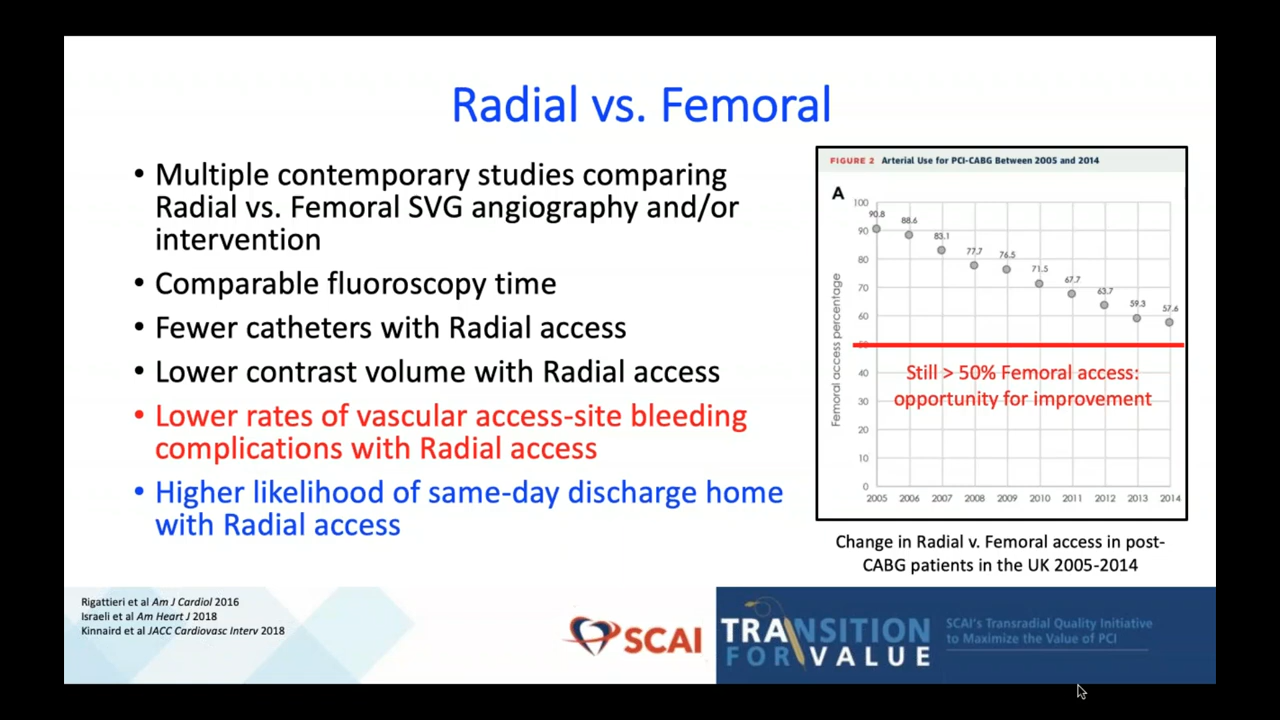 Radial vs. Femoral
• Multiple contemporary studies comparing
Radial vs. Femoral SVG angiography and/or
intervention
• Comparable fluoroscopy time
• Fewer catheters with Radial access
• Lower contrast volume with Radial access
• Lower rates of vascular access-site bleeding
complications with Radial access
• Higher likelihood of same-day discharge home
with Radial access
FIGURE 2 Arterial Use for PCI-CABG Between 2005 and 2014
A
Femoral access percentage
100
90
80
70
60
50
40
30
20
10
0
90.8
88.6
83.1
77.7
76.5
71.5
67.7
63.7
59.3
57.6
Still > 50% Femoral access:
opportunity for improvement
2005 2006 2007 2008 2009 2010 2011 2012 2013 2014
Change in Radial v. Femoral access in post-
CABG patients in the UK 2005-2014
Rigattieri et al Am J Cardiol 2016
Israeli et al Am Heart J 2018
Kinnaird et al JACC Cardiovasc Interv 2018
SCAI
TRANSITION
FOR VALUE
SCAI's Transradial Quality Initiative
to Maximize the Value of PCI